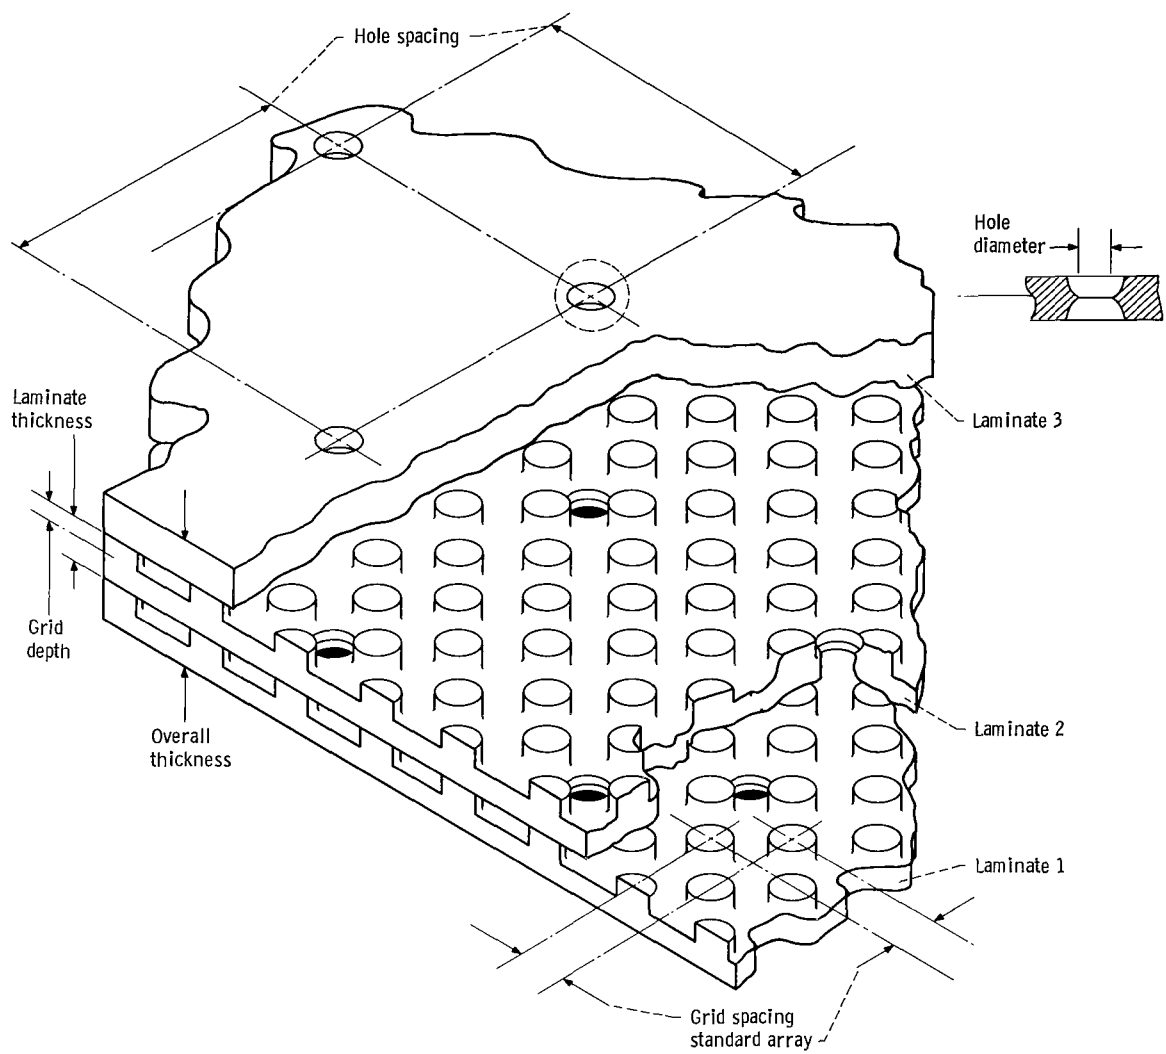 Hole spacing
Hole
diameter
Laminate
thickness
Laminate 3
Grid
depth
Overall
thickness
Laminate 2
Laminate 1
Grid spacing
standard array